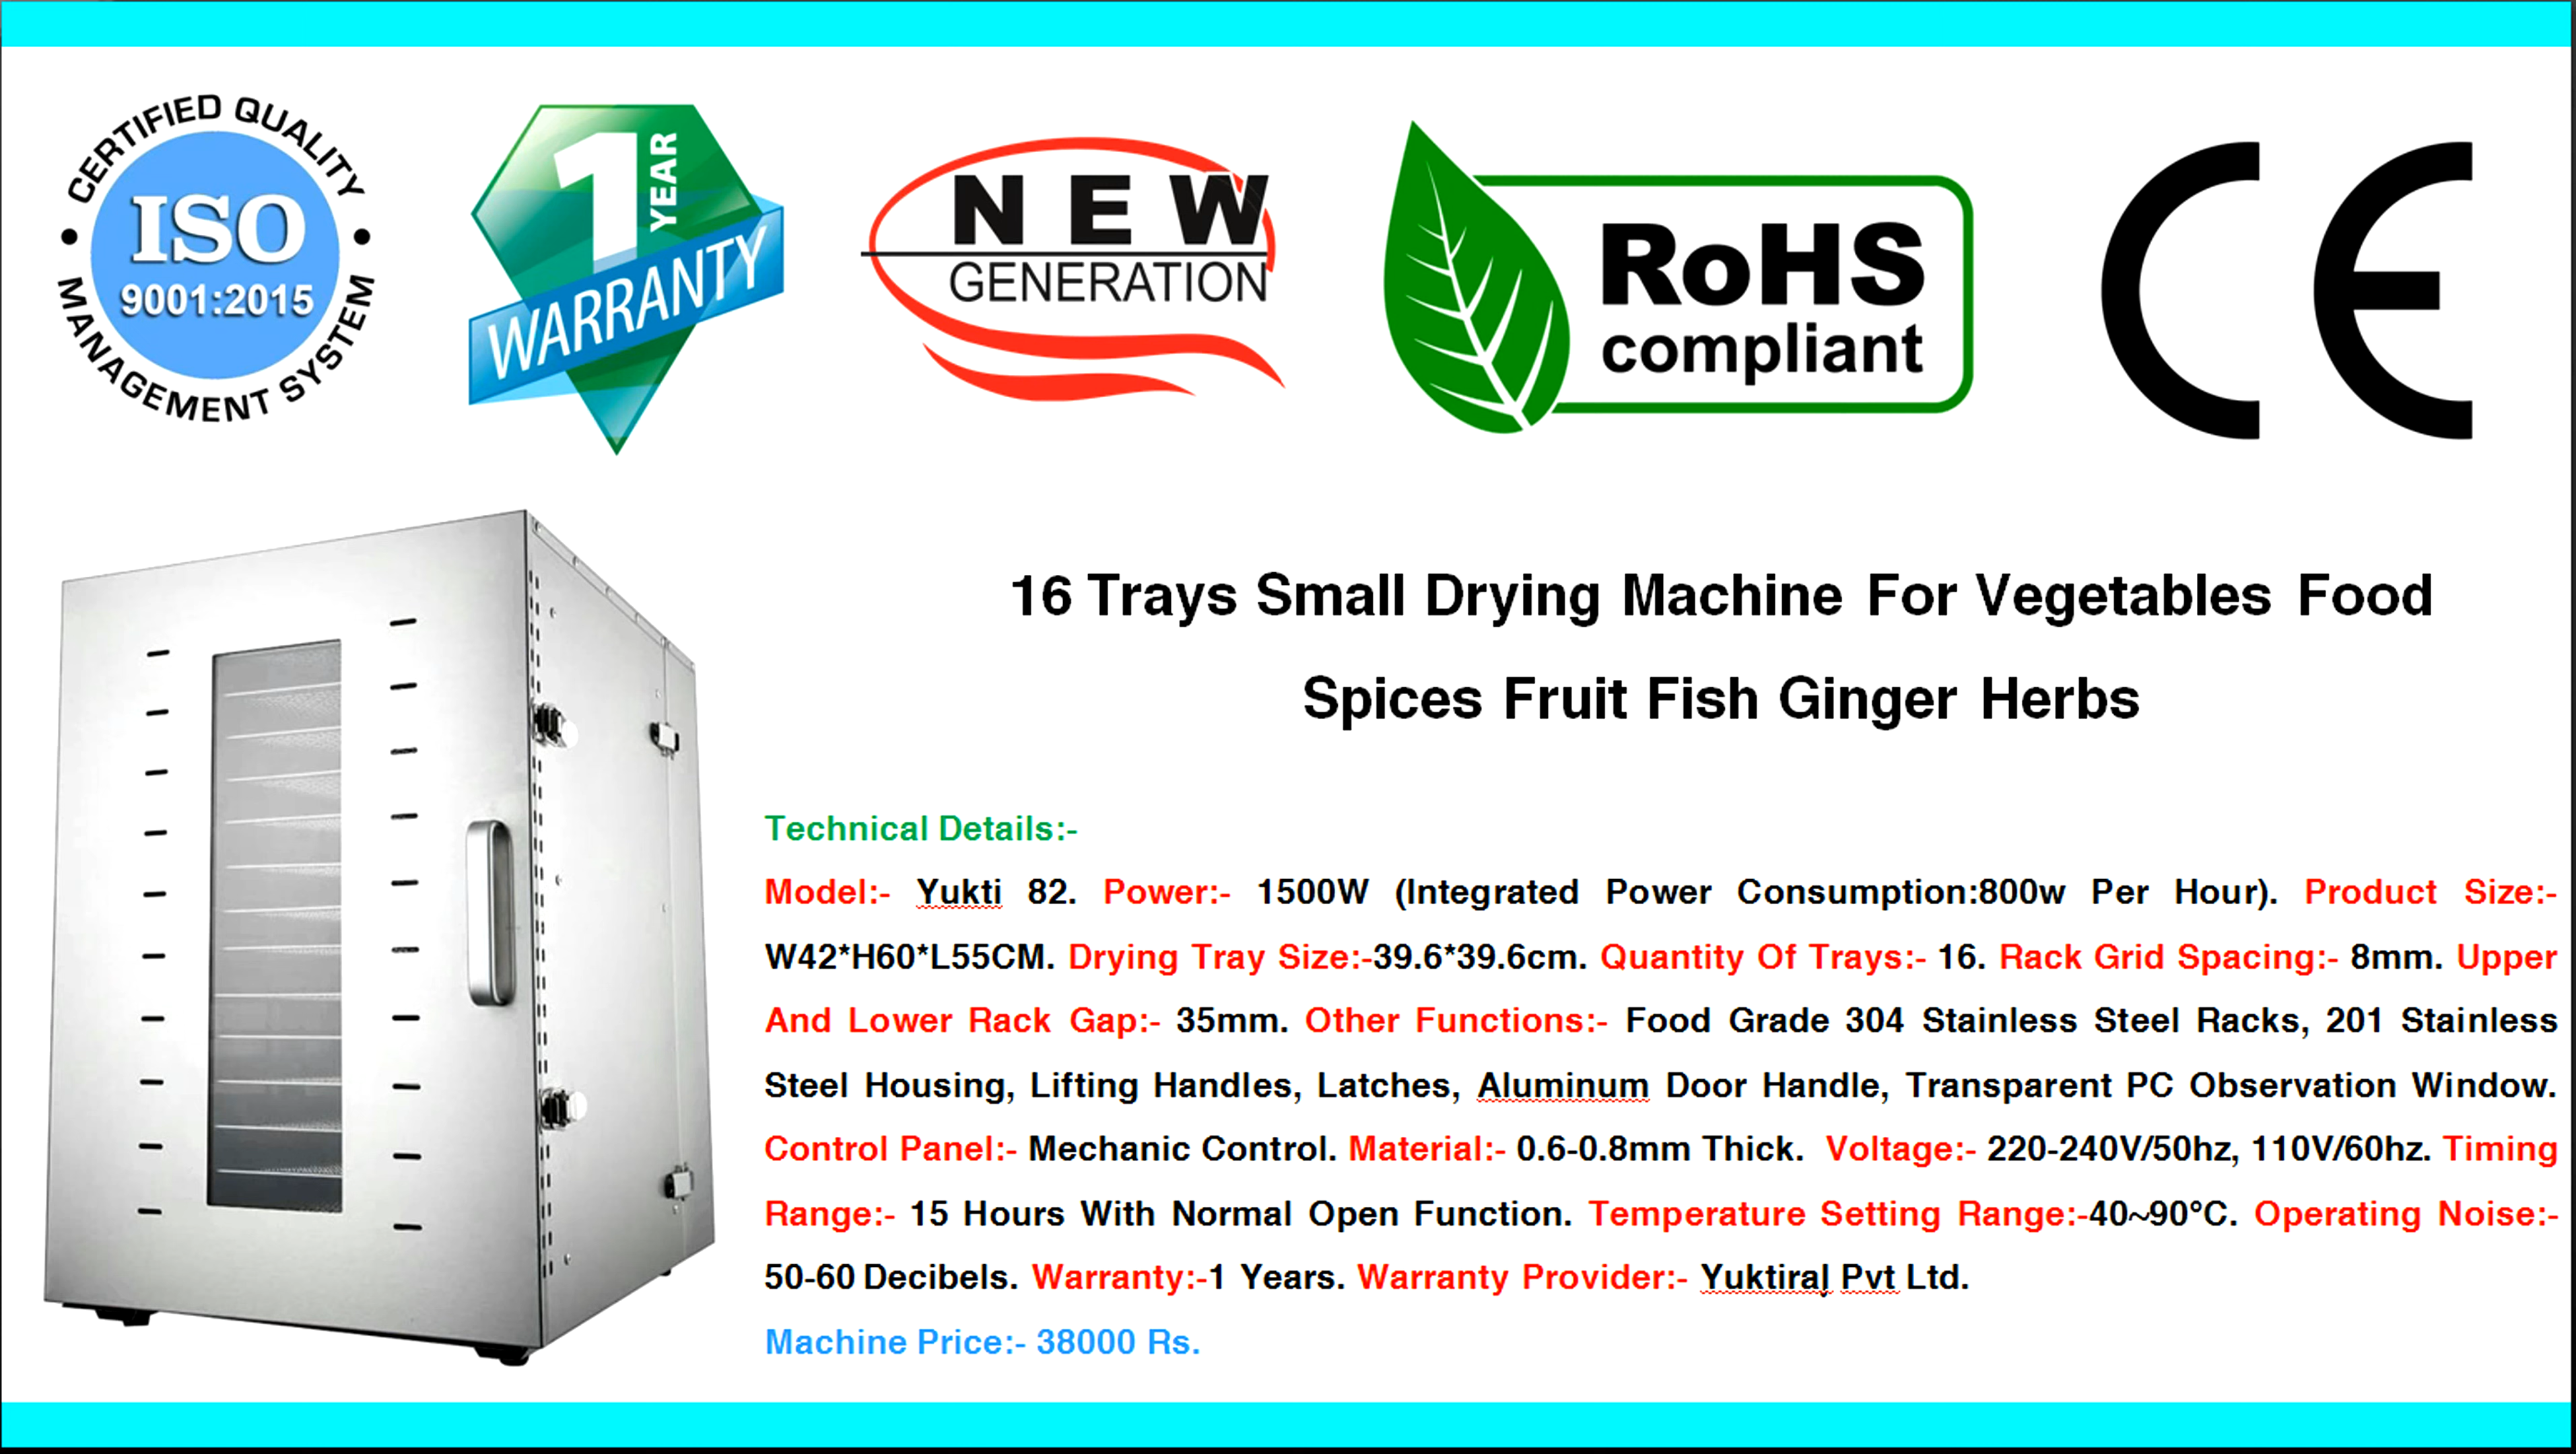 CERTIFIED QUALITY
ISO
9001:2015
MANAGEMENT SYSTEM
1 YEAR
WARRANTY
NEW
GENERATION
RoHS
compliant
CE
16 Trays Small Drying Machine For Vegetables Food
Spices Fruit Fish Ginger Herbs
Technical Details:-
Model:- Yukti 82. Power:- 1500W (Integrated Power Consumption:800w Per Hour). Product Size:-
W42*H60*L55CM. Drying Tray Size:-39.6*39.6cm. Quantity Of Trays:- 16. Rack Grid Spacing:- 8mm. Upper
And Lower Rack Gap:- 35mm. Other Functions:- Food Grade 304 Stainless Steel Racks, 201 Stainless
Steel Housing, Lifting Handles, Latches, Aluminum Door Handle, Transparent PC Observation Window.
Control Panel:- Mechanic Control. Material:- 0.6-0.8mm Thick. Voltage:- 220-240V/50hz, 110V/60hz. Timing
Range:- 15 Hours With Normal Open Function. Temperature Setting Range:-40~90°C. Operating Noise:-
50-60 Decibels. Warranty:-1 Years. Warranty Provider:- Yuktiraj Pvt Ltd.
Machine Price:- 38000 Rs.